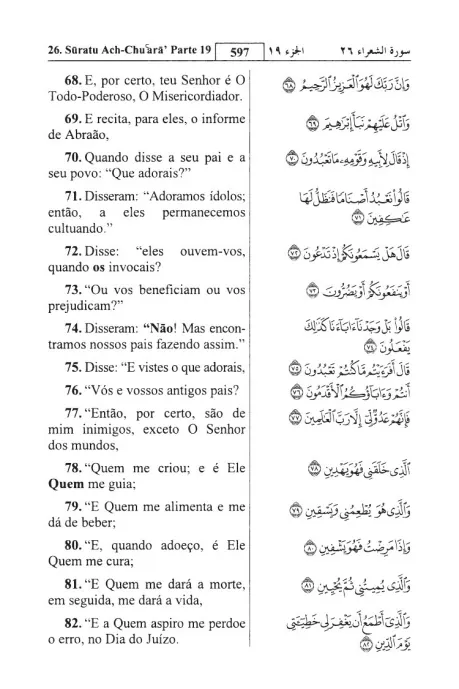 26. Sūratu Ach-Chuʿarāʼ Parte 19
597
الجزء ١٩
سورة الشعراء ٢٦
68. E, por certo, teu Senhor é O
Todo-Poderoso, O Misericordiador.
69. E recita, para eles, o informe
de Abraão,
70. Quando disse a seu pai e a
seu povo: “Que adorais?”
71. Disseram: “Adoramos ídolos;
então, a eles permanecemos
cultuando.”
72. Disse: “eles ouvem-vos,
quando os invocais?
73. “Ou vos beneficiam ou vos
prejudicam?”
74. Disseram: “Não! Mas encon-
tramos nossos pais fazendo assim.”
75. Disse: “E vistes o que adorais,
76. “Vós e vossos antigos pais?
77. “Então, por certo, são de
mim inimigos, exceto O Senhor
dos mundos,
78. “Quem me criou; e é Ele
Quem me guia;
79. “E Quem me alimenta e me
dá de beber;
80. “E, quando adoeço, é Ele
Quem me cura;
81. “E Quem me dará a morte,
em seguida, me dará a vida,
82. “E a Quem aspiro me perdoe
o erro, no Dia do Juízo.
وَإِنَّ رَبَّكَ لَهُوَ ٱلْعَزِيزُ ٱلرَّحِيمُ ٦٨
وَٱتْلُ عَلَيْهِمْ نَبَأَ إِبْرَٰهِيمَ ٦٩
إِذْ قَالَ لِأَبِيهِ وَقَوْمِهِۦ مَا تَعْبُدُونَ ٧٠
قَالُوا۟ نَعْبُدُ أَصْنَامًا فَنَظَلُّ لَهَا
عَٰكِفِينَ ٧١
قَالَ هَلْ يَسْمَعُونَكُمْ إِذْ تَدْعُونَ ٧٢
أَوْ يَنفَعُونَكُمْ أَوْ يَضُرُّونَ ٧٣
قَالُوا۟ بَلْ وَجَدْنَآ ءَابَآءَنَا كَذَٰلِكَ
يَفْعَلُونَ ٧٤
قَالَ أَفَرَءَيْتُم مَّا كُنتُمْ تَعْبُدُونَ ٧٥
أَنتُمْ وَءَابَآؤُكُمُ ٱلْأَقْدَمُونَ ٧٦
فَإِنَّهُمْ عَدُوٌّ لِّىٓ إِلَّا رَبَّ ٱلْعَٰلَمِينَ ٧٧
ٱلَّذِى خَلَقَنِى فَهُوَ يَهْدِينِ ٧٨
وَٱلَّذِى هُوَ يُطْعِمُنِى وَيَسْقِينِ ٧٩
وَإِذَا مَرِضْتُ فَهُوَ يَشْفِينِ ٨٠
وَٱلَّذِى يُمِيتُنِى ثُمَّ يُحْيِينِ ٨١
وَٱلَّذِىٓ أَطْمَعُ أَن يَغْفِرَ لِى خَطِيٓـَٔتِى
يَوْمَ ٱلدِّينِ ٨٢